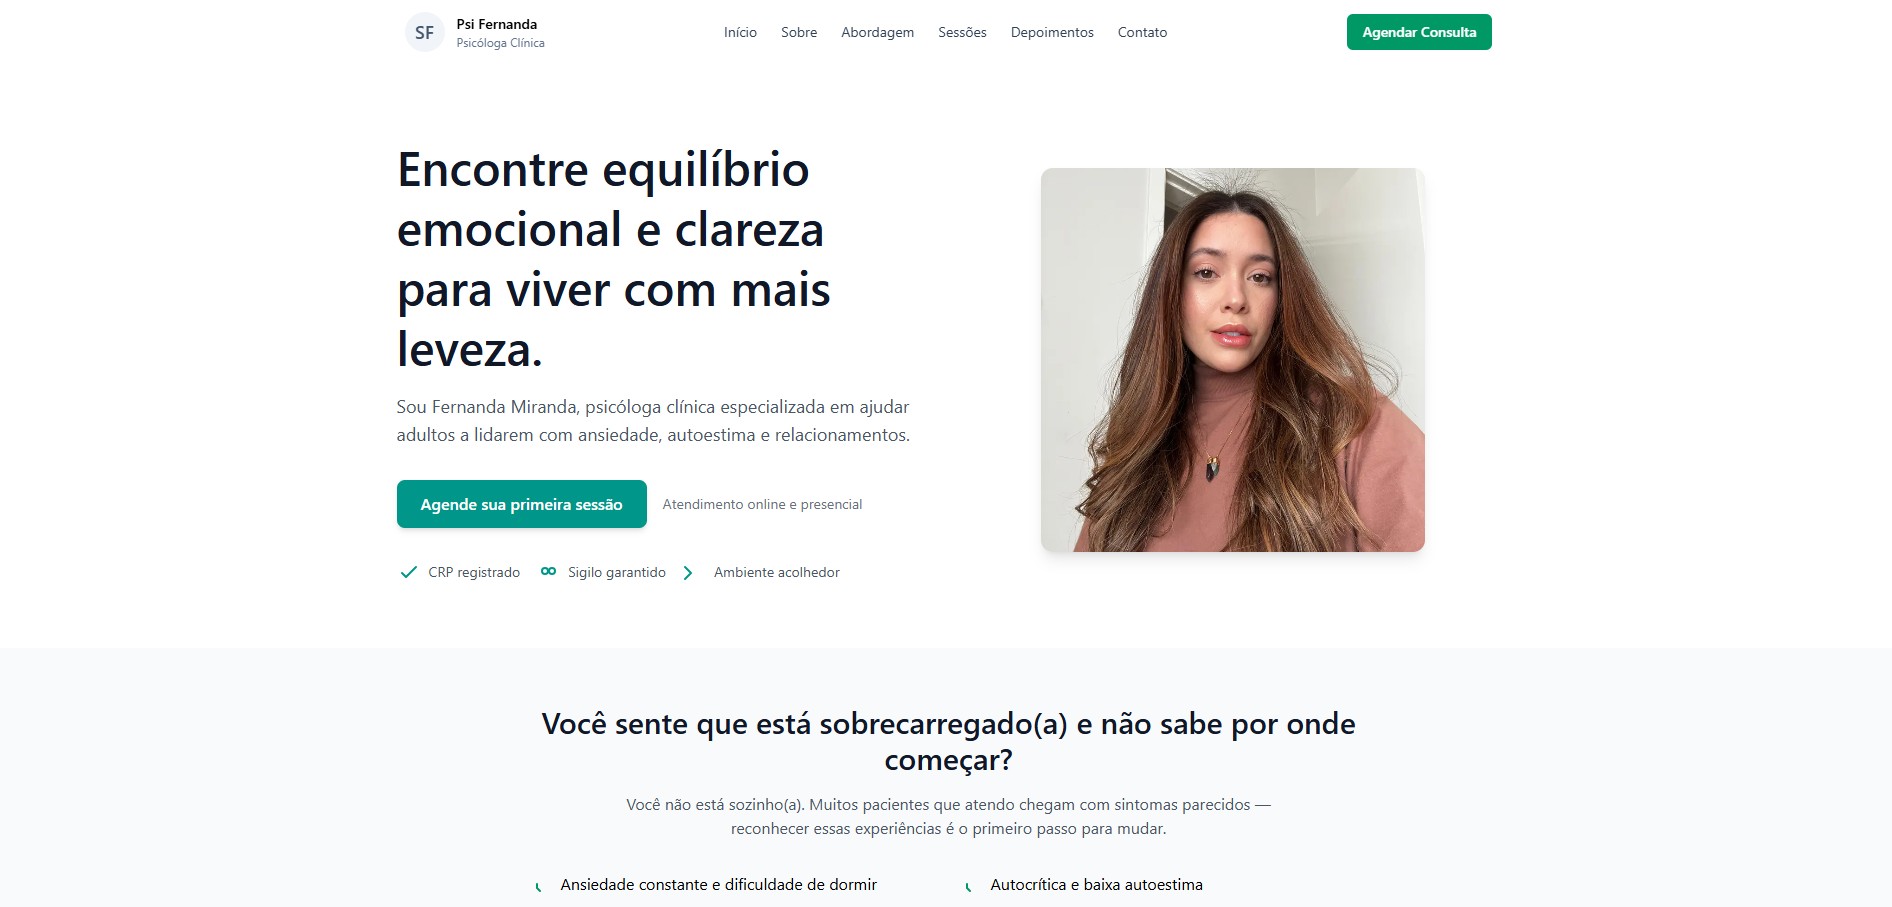 SF
Psi Fernanda
Psicóloga Clínica
Início
Sobre
Abordagem
Sessões
Depoimentos
Contato
Agendar Consulta
Encontre equilíbrio
emocional e clareza
para viver com mais
leveza.
Sou Fernanda Miranda, psicóloga clínica especializada em ajudar
adultos a lidarem com ansiedade, autoestima e relacionamentos.
Agende sua primeira sessão
Atendimento online e presencial
CRP registrado
Sigilo garantido
Ambiente acolhedor
Você sente que está sobrecarregado(a) e não sabe por onde
começar?
Você não está sozinho(a). Muitos pacientes que atendo chegam com sintomas parecidos —
reconhecer essas experiências é o primeiro passo para mudar.
Ansiedade constante e dificuldade de dormir
Autocrítica e baixa autoestima